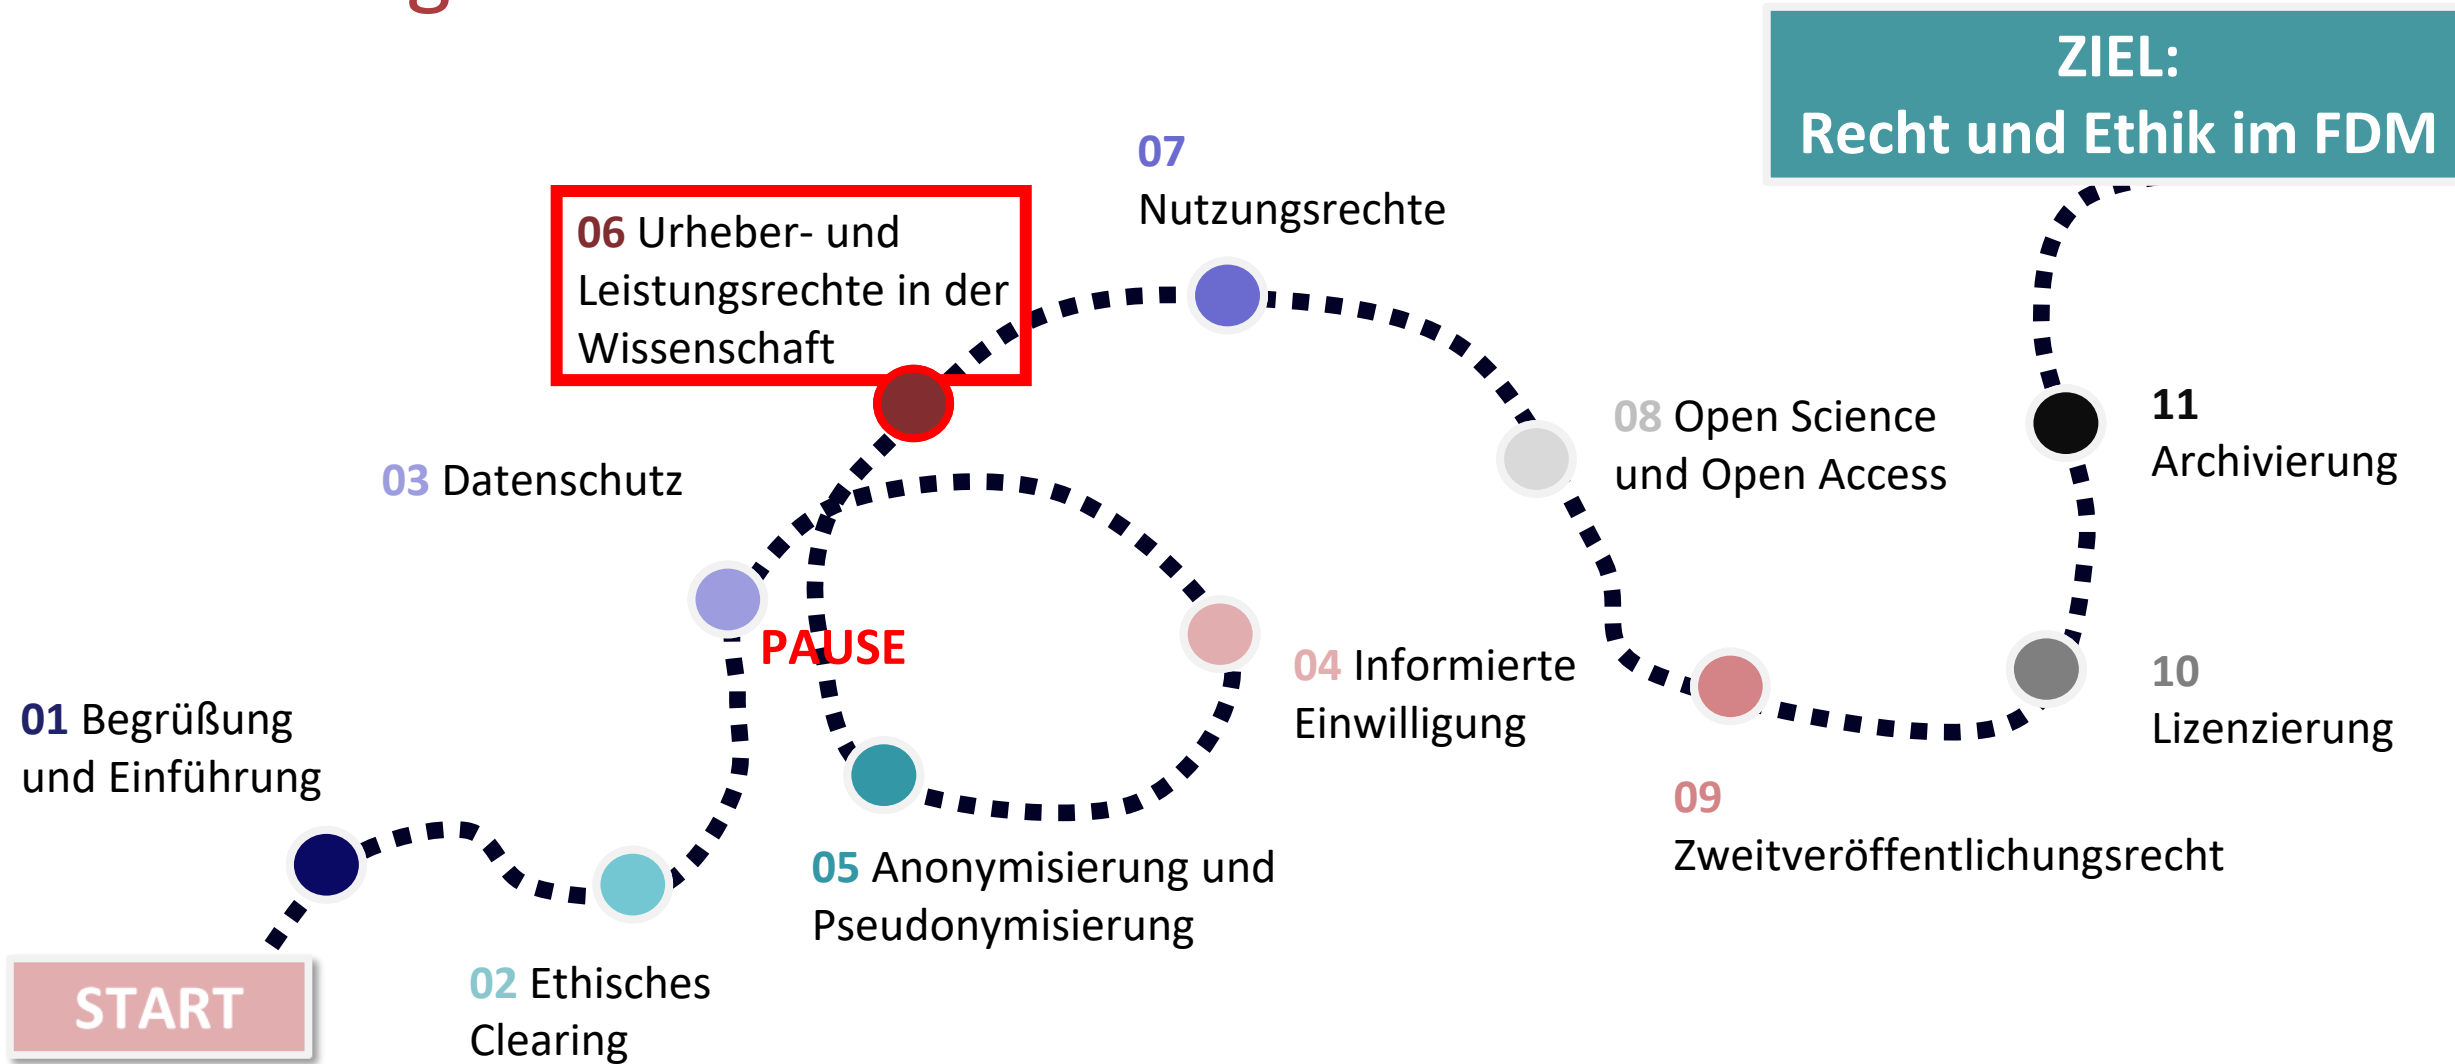 ZIEL:
Recht und Ethik im FDM
07
Nutzungsrechte
06 Urheber- und
Leistungsrechte in der
Wissenschaft
08 Open Science
und Open Access
11
Archivierung
03 Datenschutz
PAUSE
04 Informierte
Einwilligung
10
Lizenzierung
01 Begrüßung
und Einführung
09
Zweitveröffentlichungsrecht
05 Anonymisierung und
Pseudonymisierung
02 Ethisches
Clearing
START